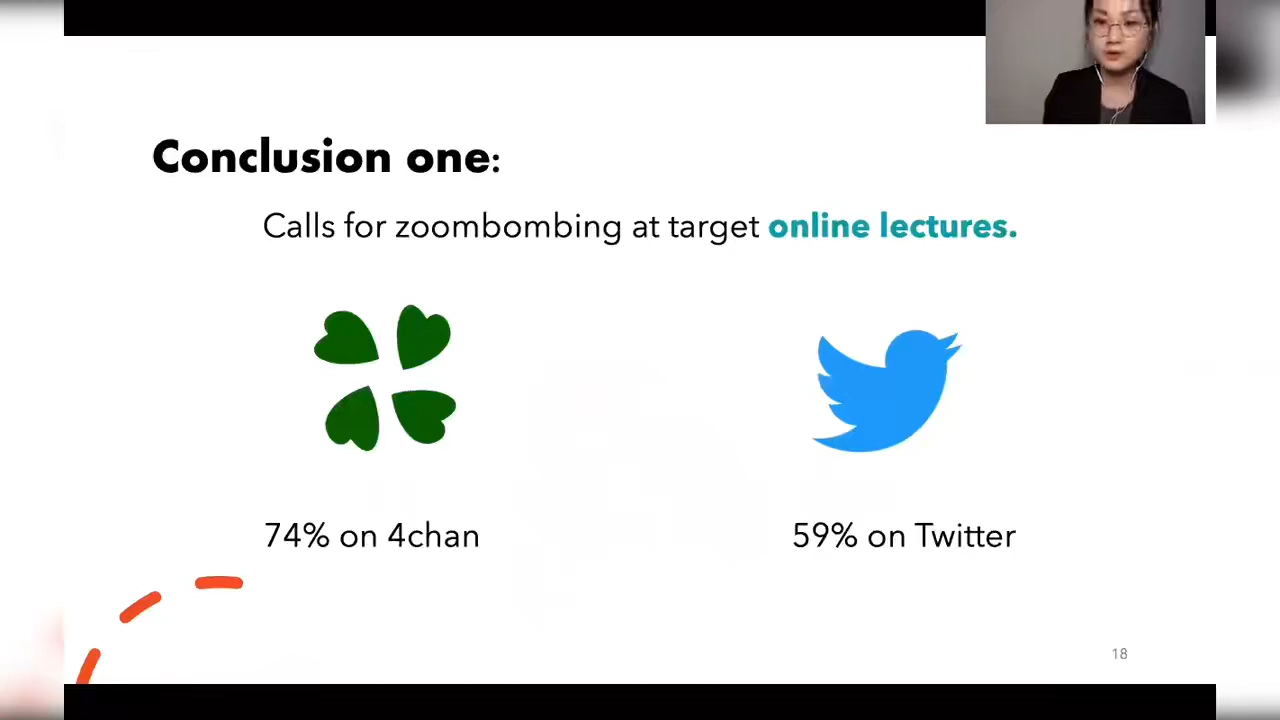 Conclusion one:
Calls for zoombombing at target online lectures.
74% on 4chan
59% on Twitter
18